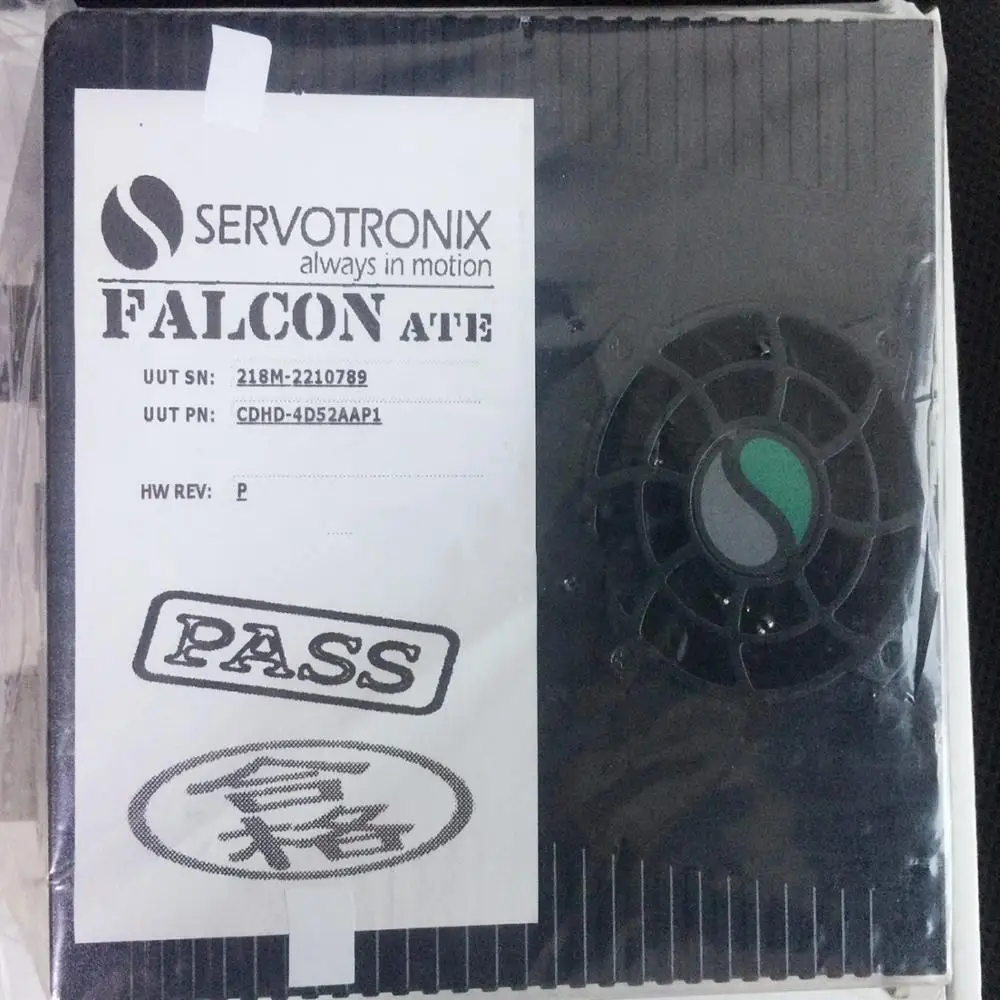 SERVOTRONIX
always in motion
FALCON ATE
UUT SN: 218M-2210789
UUT PN: CDHD-4D52AAP1
HW REV: P
PASS
合格